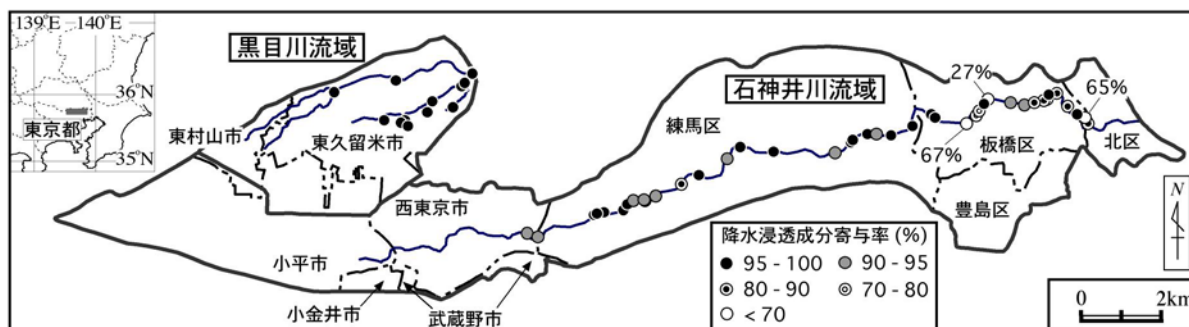 139°E 140°E
36°N
東京都
35°N
黒目川流域
石神井川流域
東村山市
東久留米市
練馬区
27%
65%
67%
板橋区
北区
豊島区
西東京市
小平市
小金井市
武蔵野市
降水浸透成分寄与率 (%)
95 - 100
90 - 95
80 - 90
70 - 80
< 70
N
0 2km